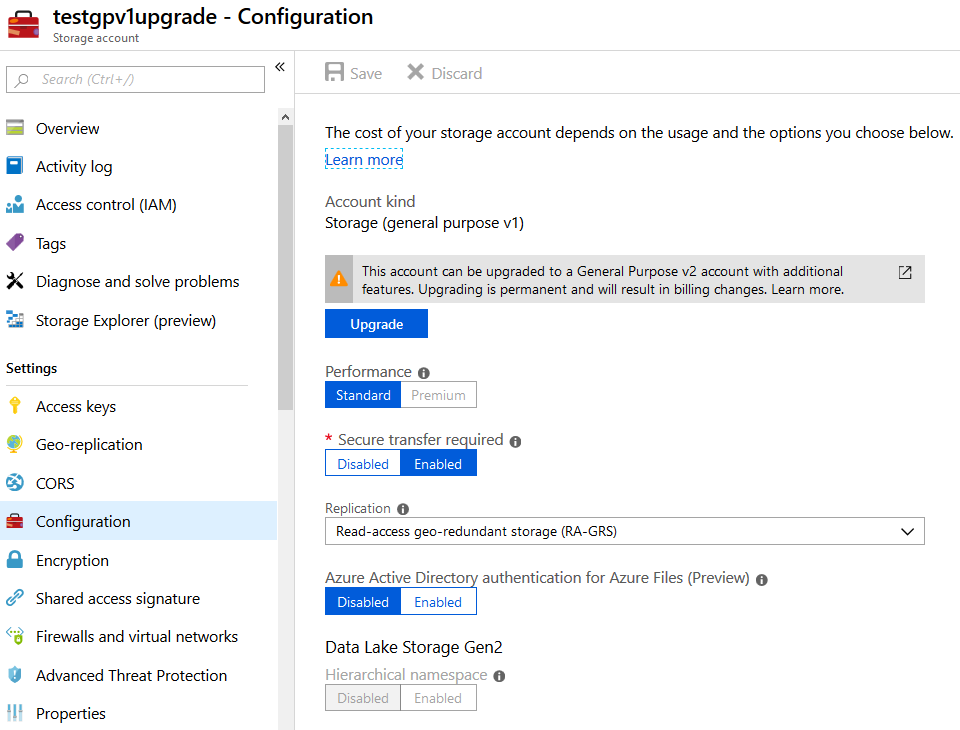 testgpv1upgrade - Configuration
Storage account
Search (Ctrl+/)
«
Overview
Activity log
Access control (IAM)
Tags
Diagnose and solve problems
Storage Explorer (preview)
Settings
Access keys
Geo-replication
CORS
Configuration
Encryption
Shared access signature
Firewalls and virtual networks
Advanced Threat Protection
Properties
Save Discard
The cost of your storage account depends on the usage and the options you choose below.
Learn more
Account kind
Storage (general purpose v1)
This account can be upgraded to a General Purpose v2 account with additional
features. Upgrading is permanent and will result in billing changes. Learn more.
Upgrade
Performance
Standard Premium
* Secure transfer required
Disabled Enabled
Replication
Read-access geo-redundant storage (RA-GRS)
Azure Active Directory authentication for Azure Files (Preview)
Disabled Enabled
Data Lake Storage Gen2
Hierarchical namespace
Disabled Enabled